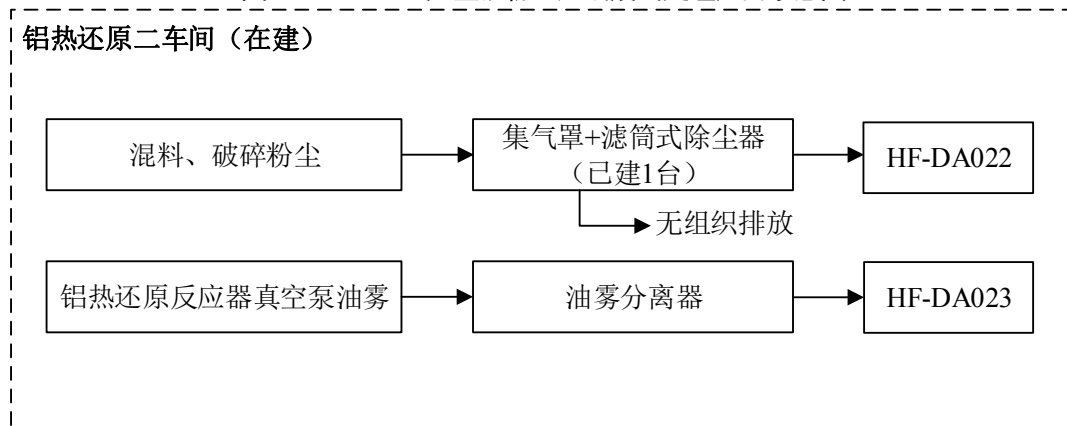 铝热还原二车间（在建）
混料、破碎粉尘
集气罩+滤筒式除尘器
（已建1台）
HF-DA022
无组织排放
铝热还原反应器真空泵油雾
油雾分离器
HF-DA023